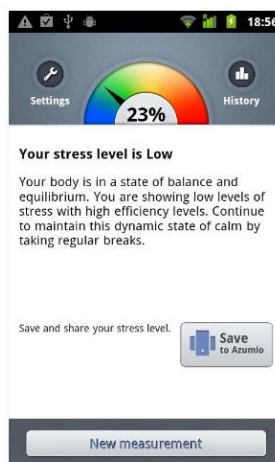 18:56
Settings
23%
History
Your stress level is Low
Your body is in a state of balance and
equilibrium. You are showing low levels of
stress with high efficiency levels. Continue
to maintain this dynamic state of calm by
taking regular breaks.
Save and share your stress level.
Save
to Azumio
New measurement